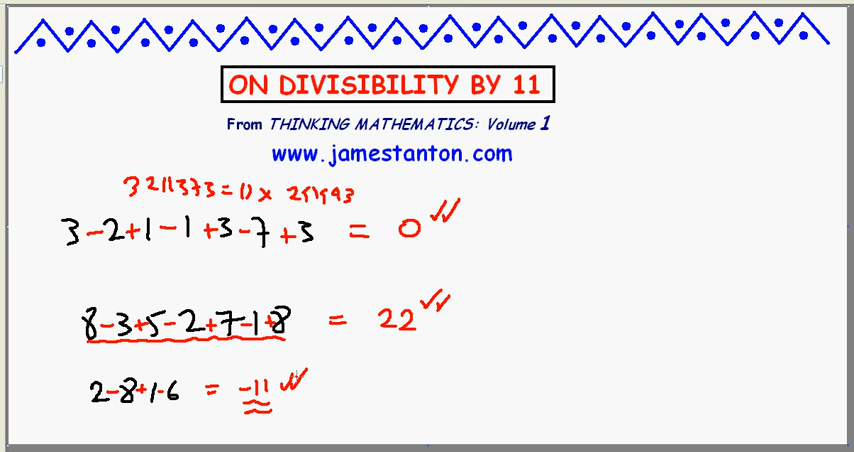 ON DIVISIBILITY BY 11
From THINKING MATHEMATICS: Volume 1
www.jamestanton.com
3211373 = 11 x 291943
3-2+1-1+3-7+3 = 0
8-3+5-2+7-1+8 = 22
2-8+1-6 = -11